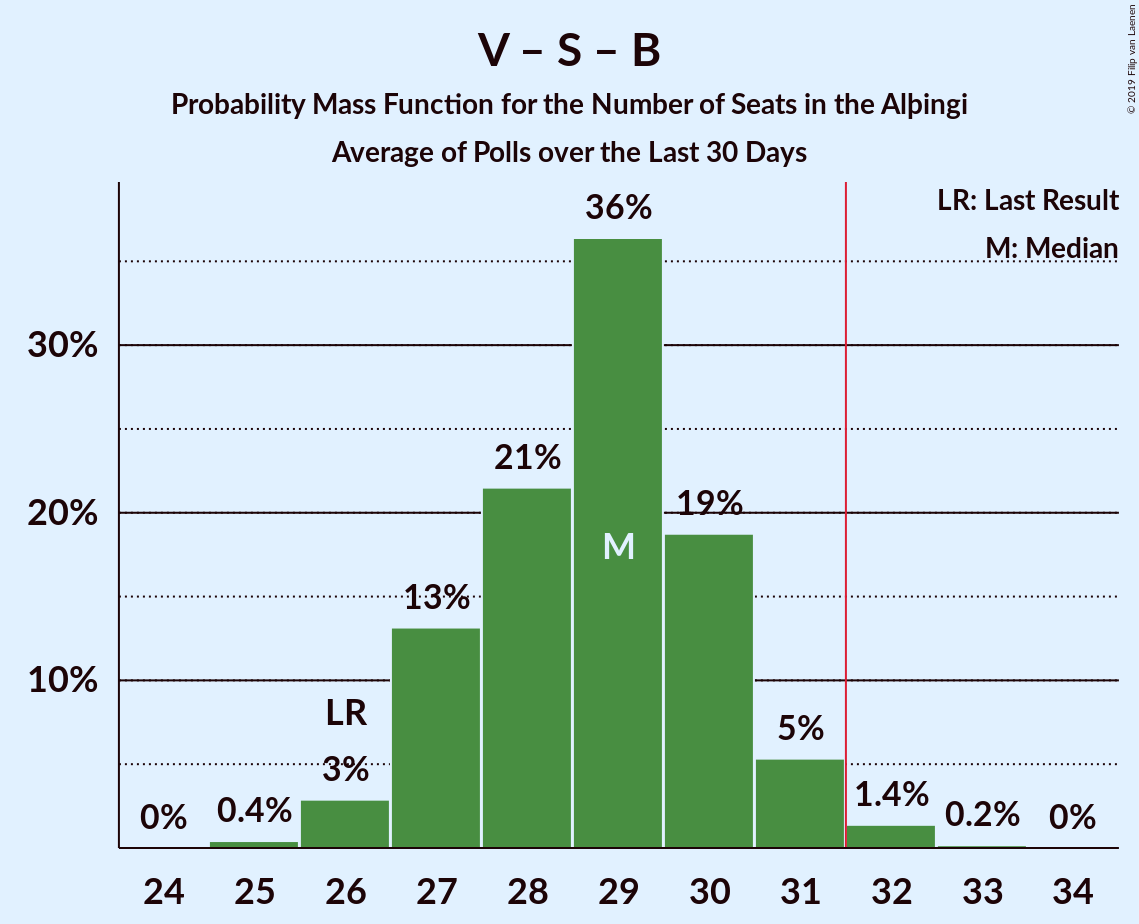 V – S – B
Probability Mass Function for the Number of Seats in the Alþingi
Average of Polls over the Last 30 Days
© 2019 Filip van Laenen
LR: Last Result
M: Median
36%
30%
21%
20%
19%
M
13%
10%
LR
5%
3%
1.4%
0%
0.4%
0.2%
0%
24 25 26 27 28 29 30 31 32 33 34